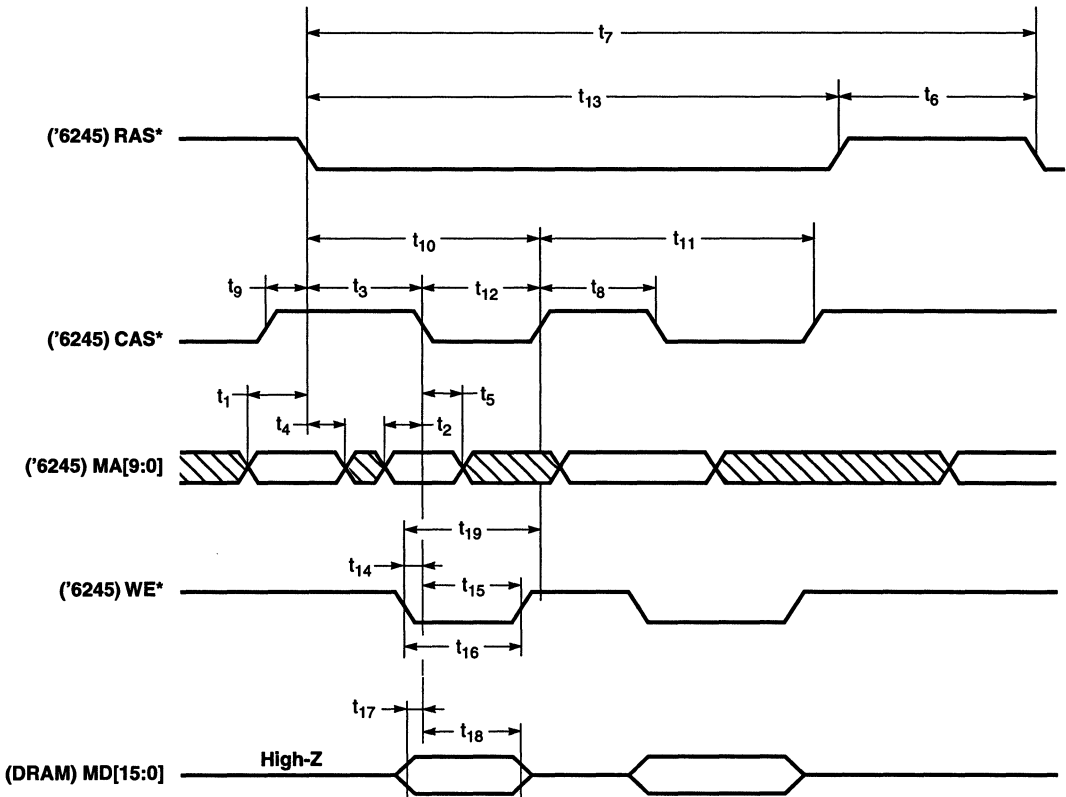 t7
t13 t6
('6245) RAS*
t10 t11
t9 t3 t12 t8
('6245) CAS*
t1 t5
t4 t2
('6245) MA[9:0]
t19
t14
('6245) WE* t15
t16
t17
t18
High-Z
(DRAM) MD[15:0]